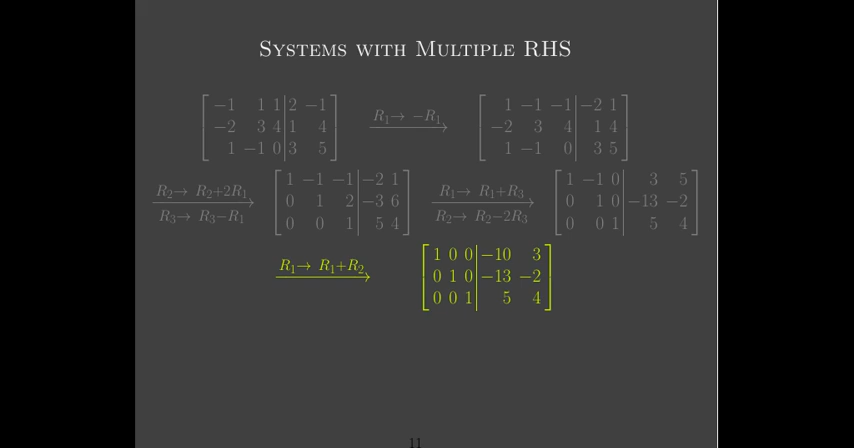 Systems with Multiple RHS
−1 1 1 2 −1 1 −1 −1 −2 1
−2 3 4 1 4 R1→ −R1 −2 3 4 1 4
1 −1 0 3 5 1 −1 0 3 5
R2→ R2+2R1 1 −1 −1 −2 1 R1→ R1+R3 1 −1 0 3 5
0 1 2 −3 6 0 1 0 −13 −2
R3→ R3−R1 0 0 1 5 4 R2→ R2−2R3 0 0 1 5 4
R1→ R1+R2 1 0 0 −10 3
0 1 0 −13 −2
0 0 1 5 4
11